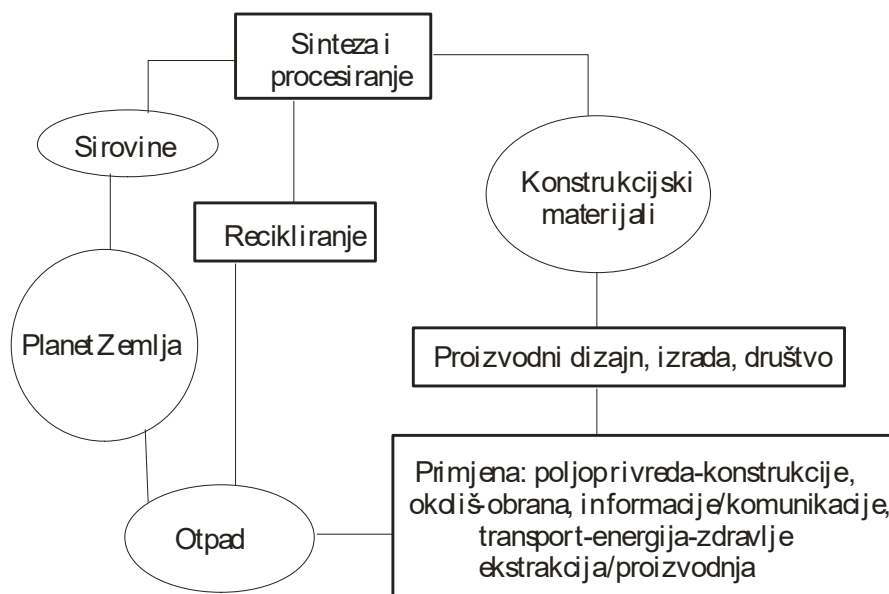 Sinteza i
procesiranje
Sirovine
Konstrukcijski
materijali
Recikliranje
Planet Zemlja
Proizvodni dizajn, izrada, društvo
Primjena: poljoprivreda-konstrukcije,
okoliš-obrana, informacije/komunikacije,
transport-energija-zdravlje
ekstrakcija/proizvodnja
Otpad